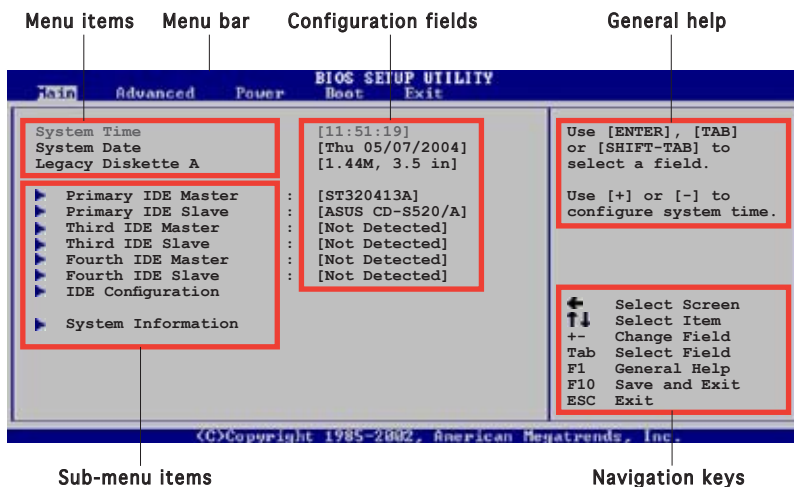 Menu items Menu bar Configuration fields General help
BIOS SETUP UTILITY
Main Advanced Power Boot Exit
System Time [11:51:19]
System Date [Thu 05/07/2004]
Legacy Diskette A [1.44M, 3.5 in]
Primary IDE Master : [ST320413A]
Primary IDE Slave : [ASUS CD-S520/A]
Third IDE Master : [Not Detected]
Third IDE Slave : [Not Detected]
Fourth IDE Master : [Not Detected]
Fourth IDE Slave : [Not Detected]
IDE Configuration
System Information
Use [ENTER], [TAB]
or [SHIFT-TAB] to
select a field.
Use [+] or [-] to
configure system time.
← Select Screen
↑↓ Select Item
+- Change Field
Tab Select Field
F1 General Help
F10 Save and Exit
ESC Exit
(C)Copyright 1985-2002, American Megatrends, Inc.
Sub-menu items Navigation keys